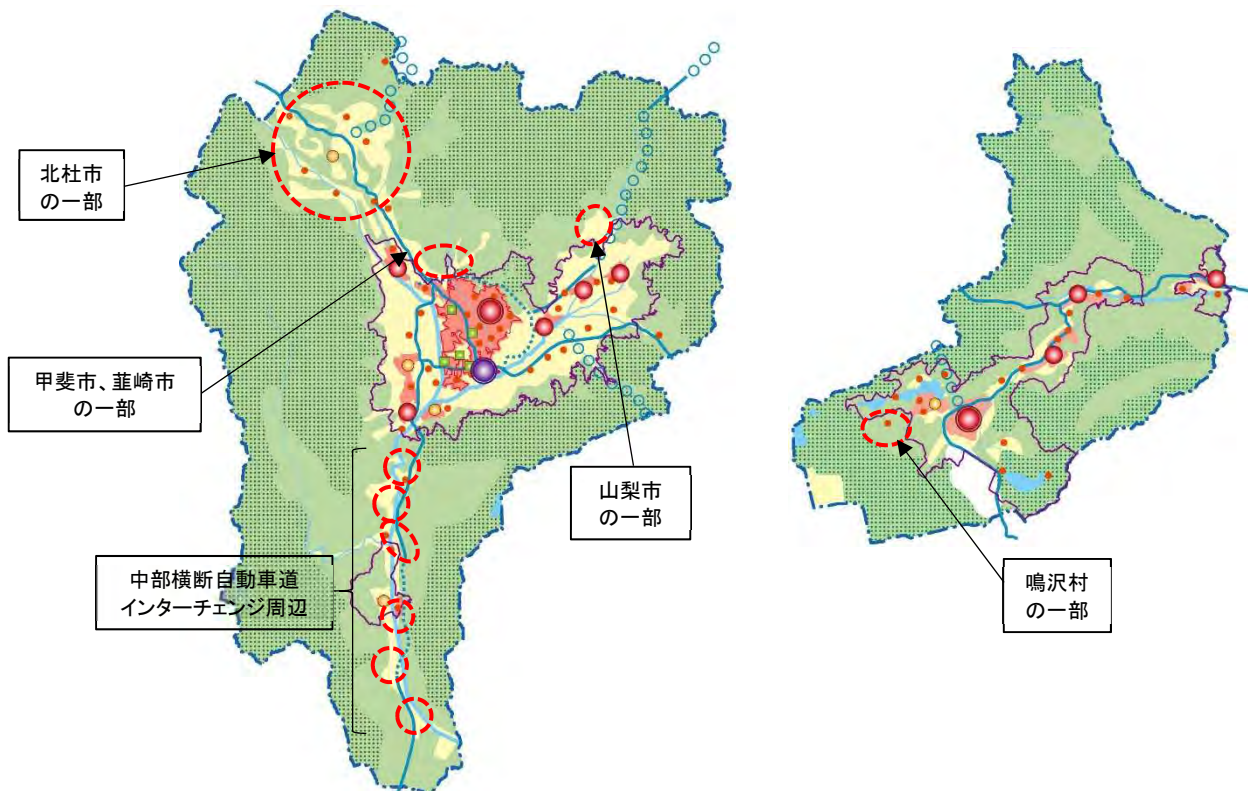 北杜市
の一部
甲斐市、韮崎市
の一部
中部横断自動車道
インターチェンジ周辺
山梨市
の一部
鳴沢村
の一部